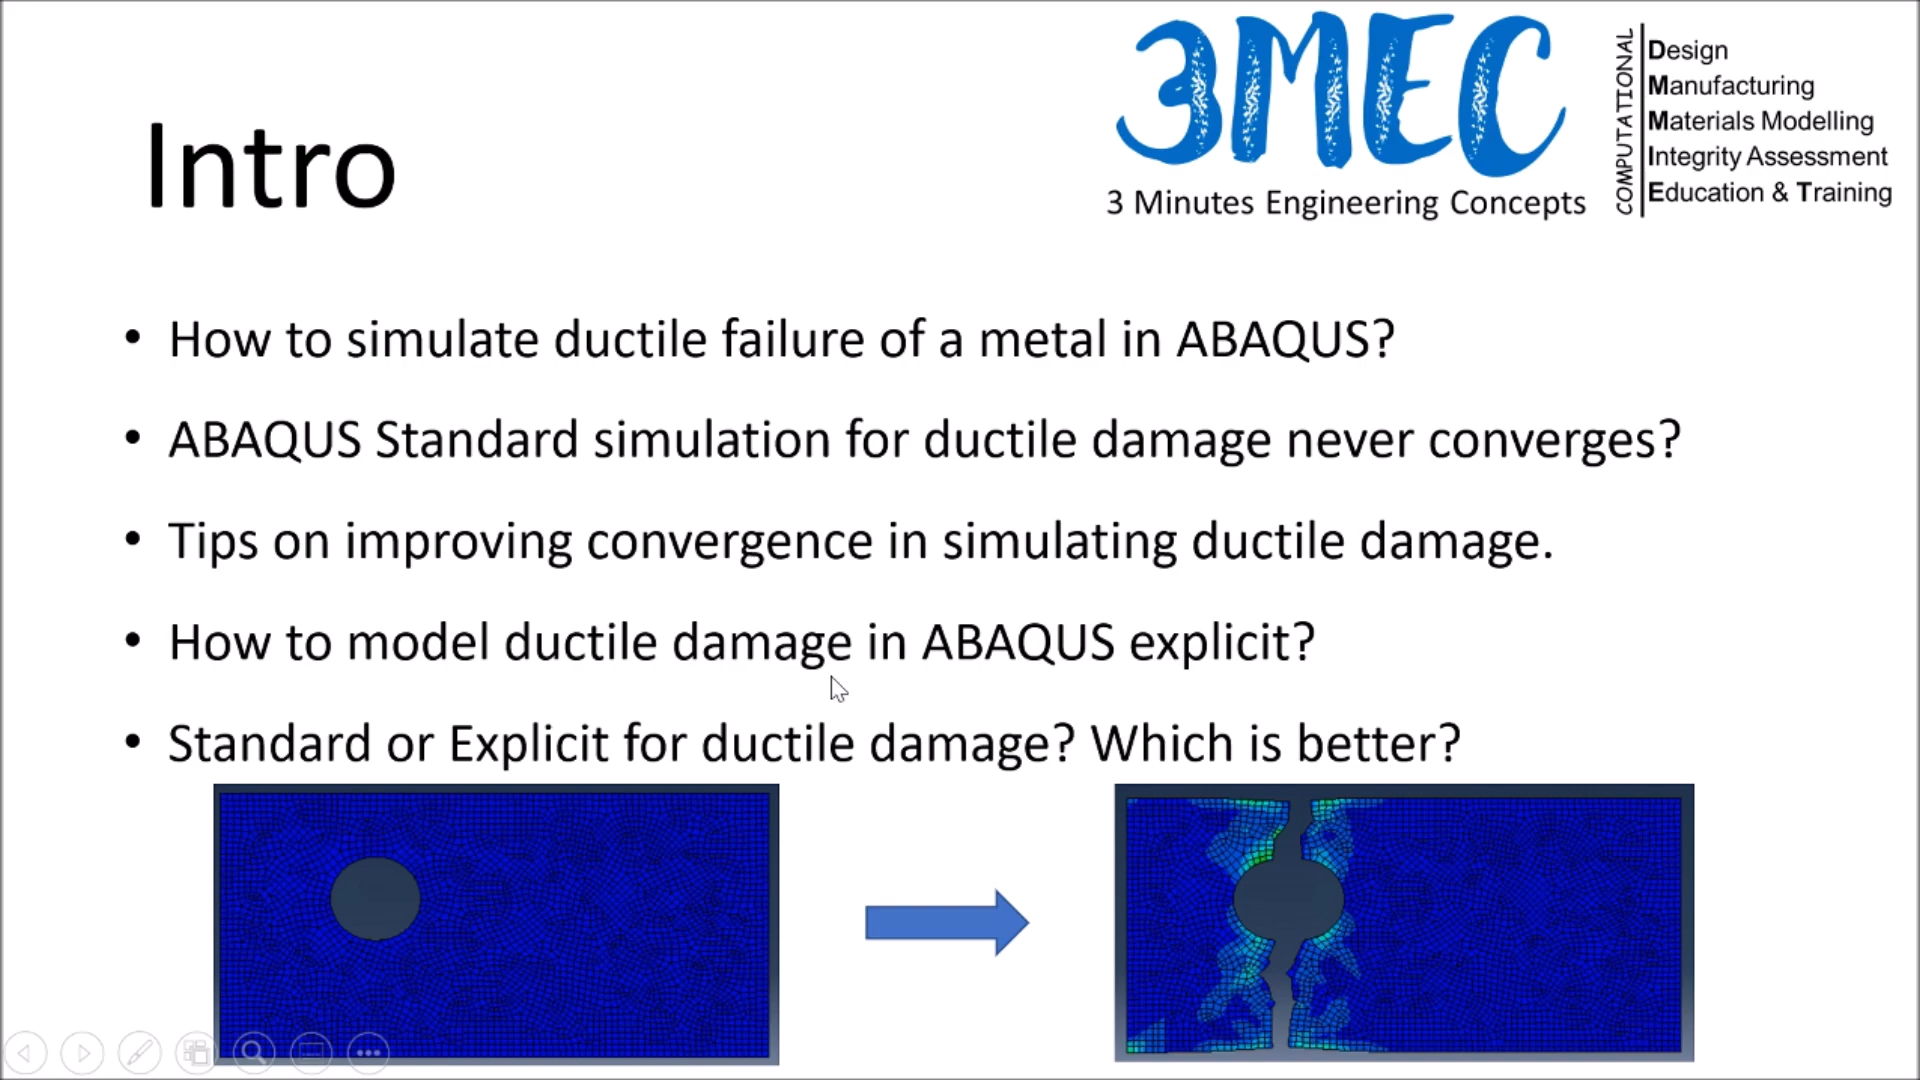 3MEC
3 Minutes Engineering Concepts
COMPUTATIONAL
Design
Manufacturing
Materials Modelling
Integrity Assessment
Education & Training
Intro
• How to simulate ductile failure of a metal in ABAQUS?
• ABAQUS Standard simulation for ductile damage never converges?
• Tips on improving convergence in simulating ductile damage.
• How to model ductile damage in ABAQUS explicit?
• Standard or Explicit for ductile damage? Which is better?